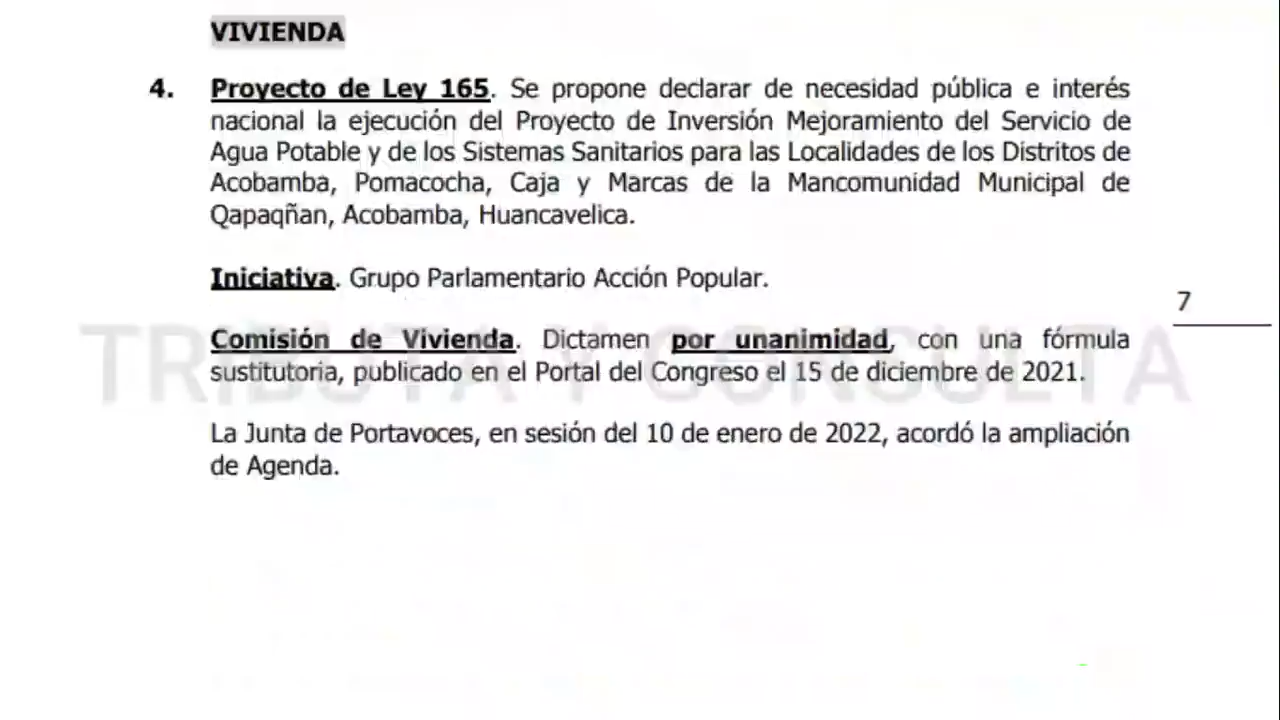 VIVIENDA
4. Proyecto de Ley 165. Se propone declarar de necesidad pública e interés
nacional la ejecución del Proyecto de Inversión Mejoramiento del Servicio de
Agua Potable y de los Sistemas Sanitarios para las Localidades de los Distritos de
Acobamba, Pomacocha, Caja y Marcas de la Mancomunidad Municipal de
Qapaqñan, Acobamba, Huancavelica.
Iniciativa. Grupo Parlamentario Acción Popular.
7
Comisión de Vivienda. Dictamen por unanimidad, con una fórmula
sustitutoria, publicado en el Portal del Congreso el 15 de diciembre de 2021.
TRIBUTA Y CONSULTA
La Junta de Portavoces, en sesión del 10 de enero de 2022, acordó la ampliación
de Agenda.